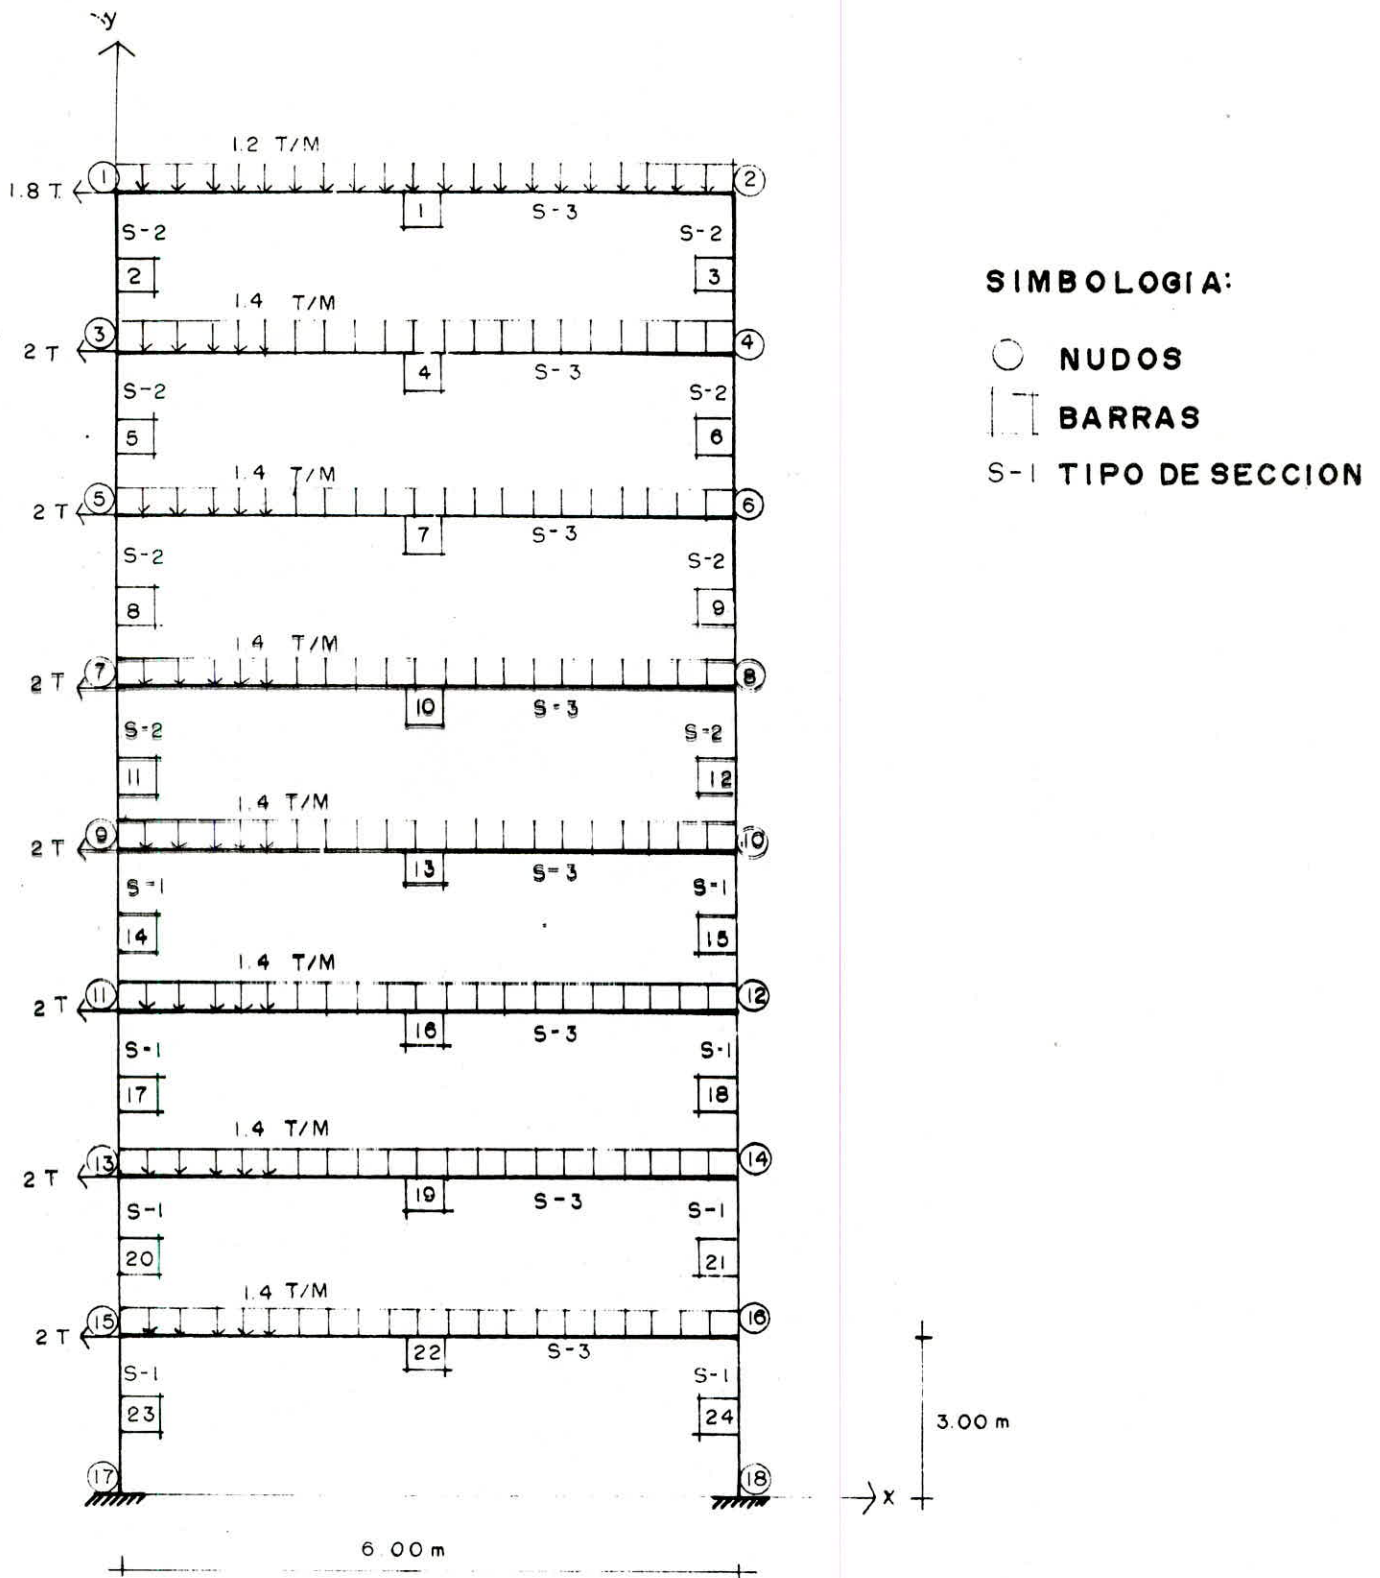 y
1.2 T/M
1 2
1.8 T
1 S-3
S-2 S-2
2 3
1.4 T/M
3 4
2 T
4 S-3
S-2 S-2
5 6
1.4 T/M
5 6
2 T
7 S-3
S-2 S-2
8 9
1.4 T/M
7 8
2 T
10 S-3
S-2 S-2
11 12
1.4 T/M
9 10
2 T
13 S-3
S-1 S-1
14 15
1.4 T/M
11 12
2 T
16 S-3
S-1 S-1
17 18
1.4 T/M
13 14
2 T
19 S-3
S-1 S-1
20 21
1.4 T/M
15 16
2 T
22 S-3
S-1 S-1
23 24
3.00 m
17 18
x
6.00 m
SIMBOLOGIA:
NUDOS
BARRAS
S-1 TIPO DE SECCION